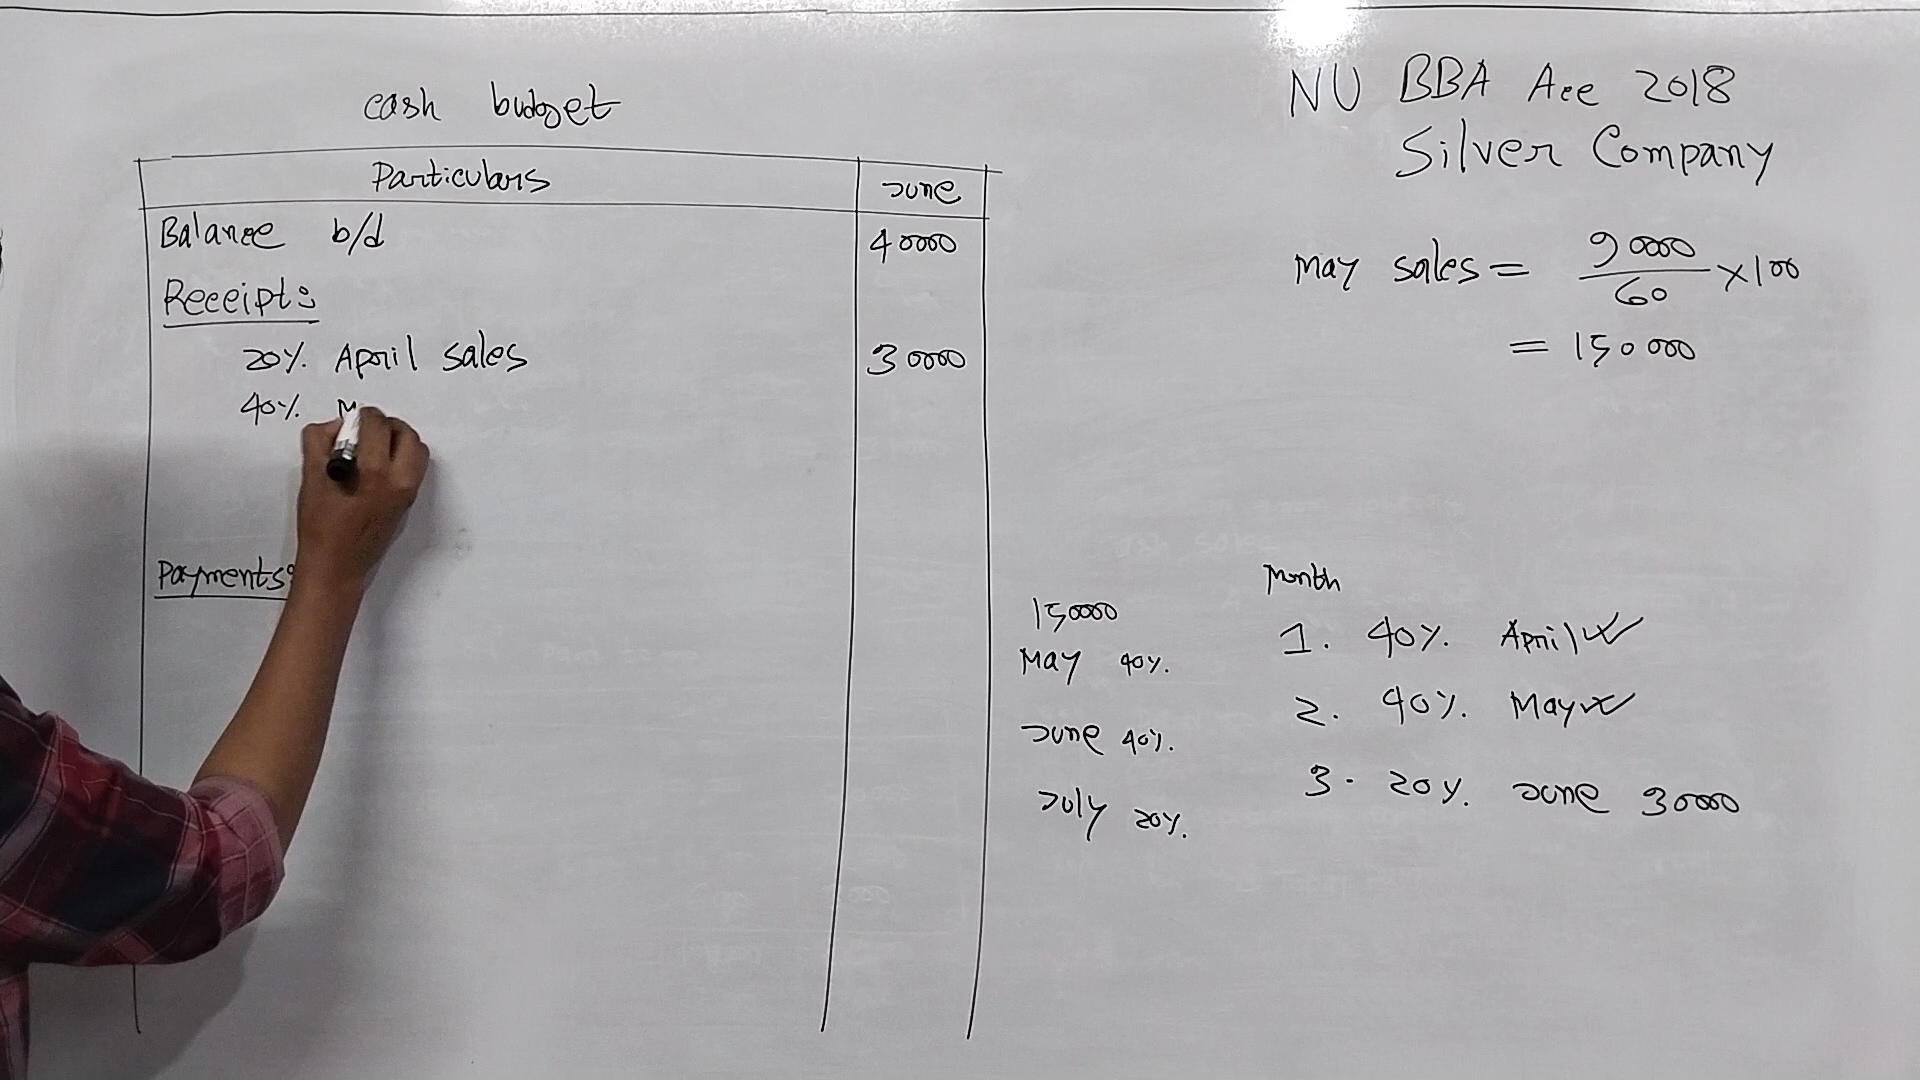 cash budget
Particulars June
Balance b/d 40000
Receipts:
20% April sales 30000
40% M
Payments:
NU BBA Acc 2018
Silver Company
May sales = 90000/60 ×100
= 150000
150000
May 40%.
June 40%.
July 20%.
Month
1. 40%. April
2. 40%. May
3. 20%. June 30000